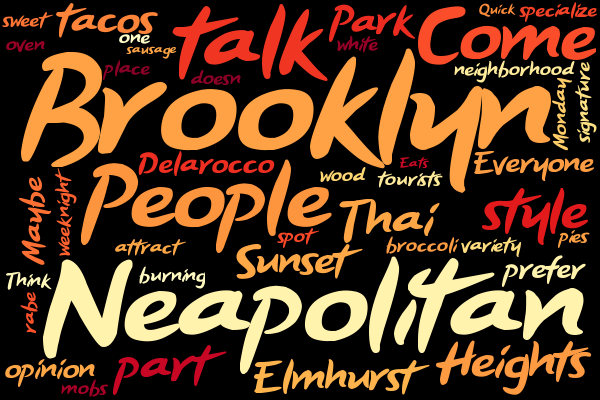 sweet tacos talk Park Come Quick specialize
oven one sausage white
place doesn neighborhood
Brooklyn Monday signature
Delarocco wood Eats tourists Everyone
Maybe weeknight People Thai style
attract spot Sunset broccoli variety pies
Think burning Neapolitan prefer
rabe
opinion mobs part Elmhurst Heights